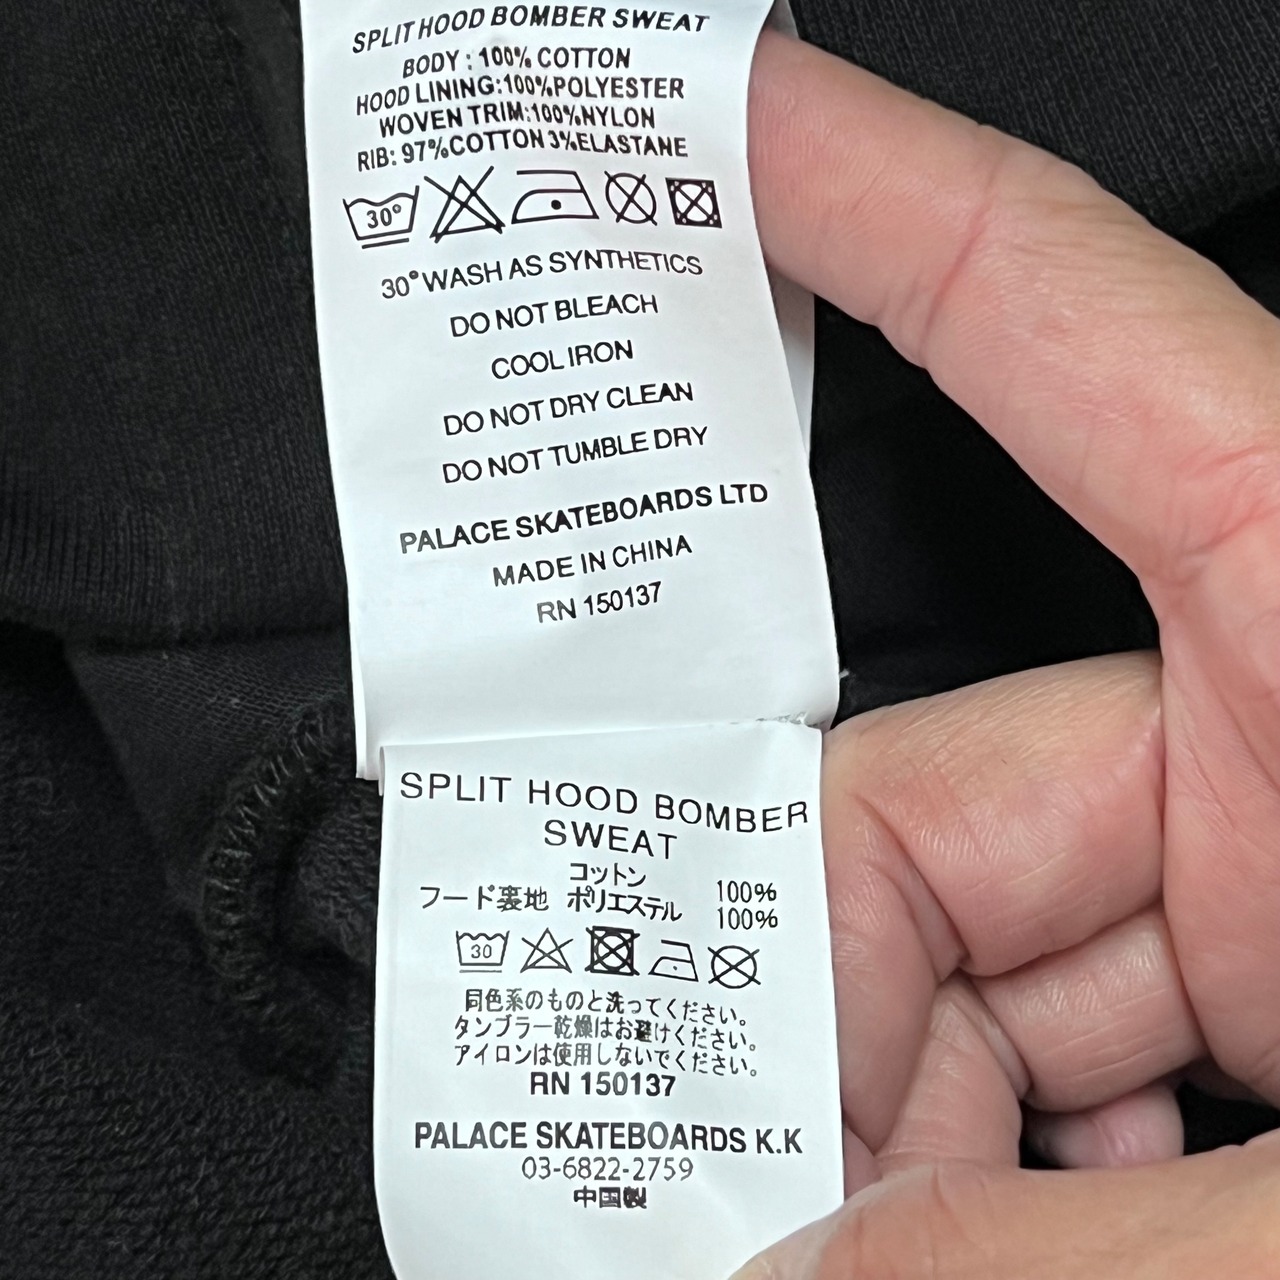 SPLIT HOOD BOMBER SWEAT
BODY : 100% COTTON
HOOD LINING:100%POLYESTER
WOVEN TRIM:100%NYLON
RIB: 97%COTTON 3%ELASTANE
30°
30°WASH AS SYNTHETICS
DO NOT BLEACH
COOL IRON
DO NOT DRY CLEAN
DO NOT TUMBLE DRY
PALACE SKATEBOARDS LTD
MADE IN CHINA
RN 150137
SPLIT HOOD BOMBER
SWEAT
コットン 100%
フード裏地 ポリエステル 100%
30
同色系のものと洗ってください。
タンブラー乾燥はお避けください。
アイロンは使用しないでください。
RN 150137
PALACE SKATEBOARDS K.K
03-6822-2759
中国製